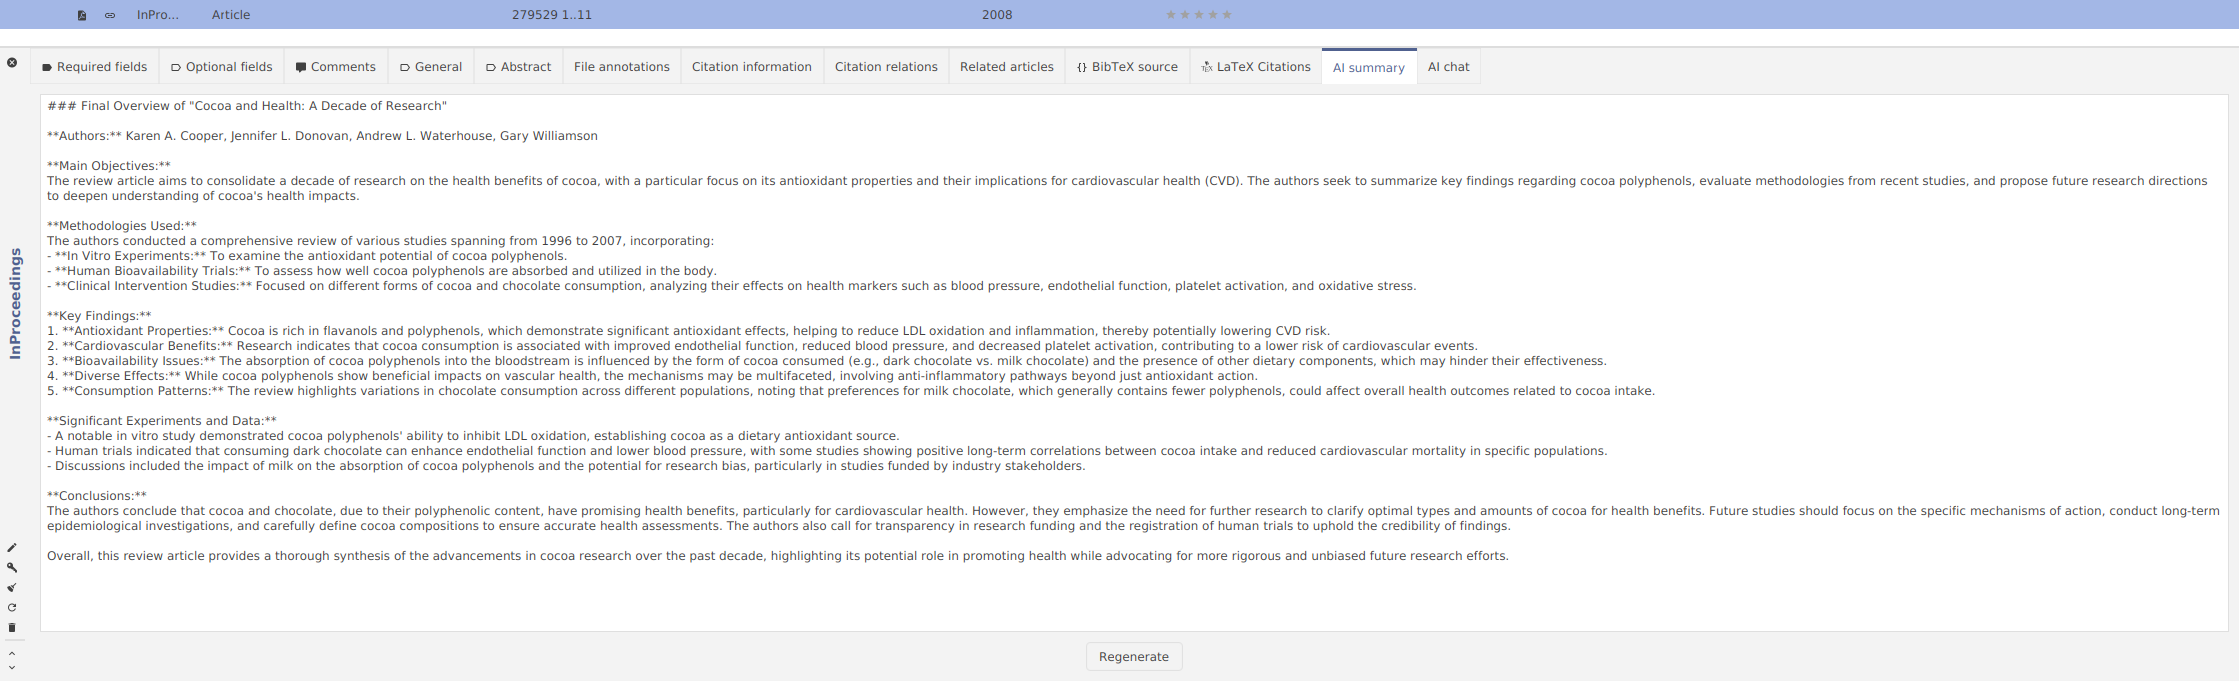 InPro... Article 279529 1..11 2008
Required fields Optional fields Comments General Abstract File annotations Citation information Citation relations Related articles {} BibTeX source LaTeX Citations AI summary AI chat
InProceedings
### Final Overview of "Cocoa and Health: A Decade of Research"
**Authors:** Karen A. Cooper, Jennifer L. Donovan, Andrew L. Waterhouse, Gary Williamson
**Main Objectives:**
The review article aims to consolidate a decade of research on the health benefits of cocoa, with a particular focus on its antioxidant properties and their implications for cardiovascular health (CVD). The authors seek to summarize key findings regarding cocoa polyphenols, evaluate methodologies from recent studies, and propose future research directions
to deepen understanding of cocoa's health impacts.
**Methodologies Used:**
The authors conducted a comprehensive review of various studies spanning from 1996 to 2007, incorporating:
- **In Vitro Experiments:** To examine the antioxidant potential of cocoa polyphenols.
- **Human Bioavailability Trials:** To assess how well cocoa polyphenols are absorbed and utilized in the body.
- **Clinical Intervention Studies:** Focused on different forms of cocoa and chocolate consumption, analyzing their effects on health markers such as blood pressure, endothelial function, platelet activation, and oxidative stress.
**Key Findings:**
1. **Antioxidant Properties:** Cocoa is rich in flavanols and polyphenols, which demonstrate significant antioxidant effects, helping to reduce LDL oxidation and inflammation, thereby potentially lowering CVD risk.
2. **Cardiovascular Benefits:** Research indicates that cocoa consumption is associated with improved endothelial function, reduced blood pressure, and decreased platelet activation, contributing to a lower risk of cardiovascular events.
3. **Bioavailability Issues:** The absorption of cocoa polyphenols into the bloodstream is influenced by the form of cocoa consumed (e.g., dark chocolate vs. milk chocolate) and the presence of other dietary components, which may hinder their effectiveness.
4. **Diverse Effects:** While cocoa polyphenols show beneficial impacts on vascular health, the mechanisms may be multifaceted, involving anti-inflammatory pathways beyond just antioxidant action.
5. **Consumption Patterns:** The review highlights variations in chocolate consumption across different populations, noting that preferences for milk chocolate, which generally contains fewer polyphenols, could affect overall health outcomes related to cocoa intake.
**Significant Experiments and Data:**
- A notable in vitro study demonstrated cocoa polyphenols' ability to inhibit LDL oxidation, establishing cocoa as a dietary antioxidant source.
- Human trials indicated that consuming dark chocolate can enhance endothelial function and lower blood pressure, with some studies showing positive long-term correlations between cocoa intake and reduced cardiovascular mortality in specific populations.
- Discussions included the impact of milk on the absorption of cocoa polyphenols and the potential for research bias, particularly in studies funded by industry stakeholders.
**Conclusions:**
The authors conclude that cocoa and chocolate, due to their polyphenolic content, have promising health benefits, particularly for cardiovascular health. However, they emphasize the need for further research to clarify optimal types and amounts of cocoa for health benefits. Future studies should focus on the specific mechanisms of action, conduct long-term
epidemiological investigations, and carefully define cocoa compositions to ensure accurate health assessments. The authors also call for transparency in research funding and the registration of human trials to uphold the credibility of findings.
Overall, this review article provides a thorough synthesis of the advancements in cocoa research over the past decade, highlighting its potential role in promoting health while advocating for more rigorous and unbiased future research efforts.
Regenerate